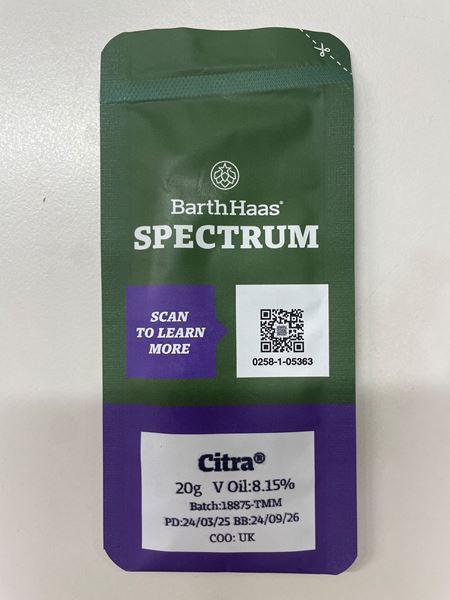 BarthHaas®
SPECTRUM
SCAN
TO LEARN
MORE
0258-1-05363
Citra®
20g V Oil:8.15%
Batch:18875-TMM
PD:24/03/25 BB:24/09/26
COO: UK